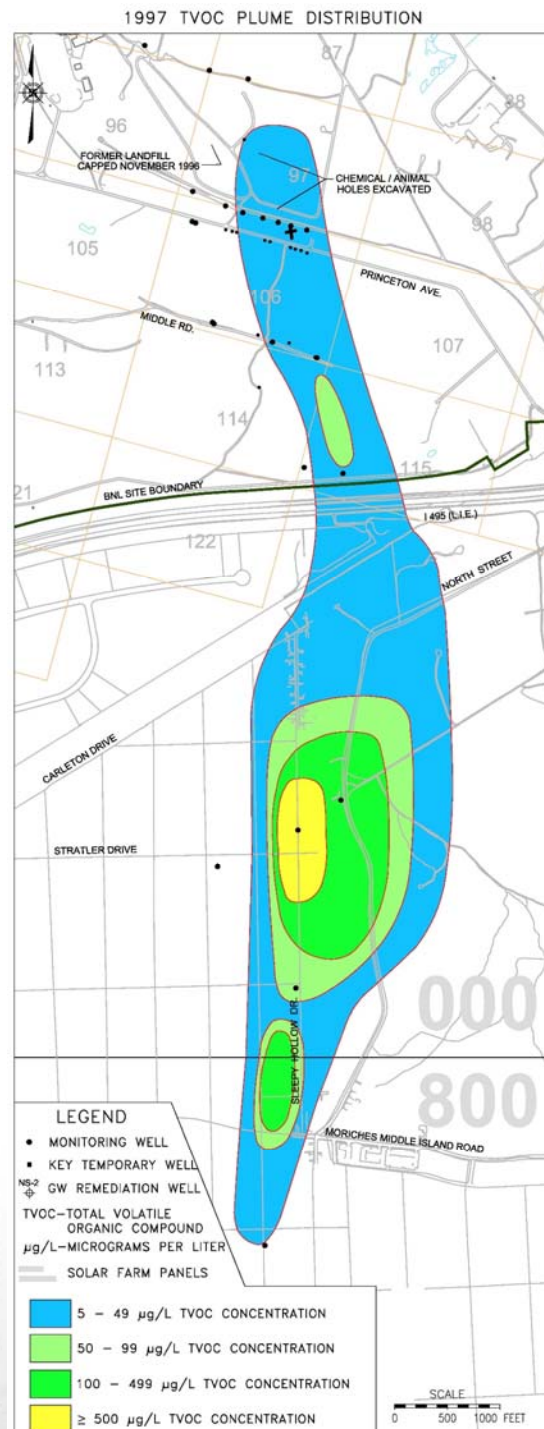 1997 TVOC PLUME DISTRIBUTION
87
88
96
FORMER LANDFILL
CAPPED NOVEMBER 1996
97
CHEMICAL / ANIMAL
HOLES EXCAVATED
98
105
PRINCETON AVE.
106
MIDDLE RD.
107
113
114
115
BNL SITE BOUNDARY
21
I 495 (L.I.E.)
122
NORTH STREET
CARLETON DRIVE
STRATLER DRIVE
000
SLEEPY HOLLOW DR.
800
MORICHES MIDDLE ISLAND ROAD
LEGEND
MONITORING WELL
KEY TEMPORARY WELL
NS-2
GW REMEDIATION WELL
TVOC-TOTAL VOLATILE
ORGANIC COMPOUND
µg/L-MICROGRAMS PER LITER
SOLAR FARM PANELS
5 - 49 µg/L TVOC CONCENTRATION
50 - 99 µg/L TVOC CONCENTRATION
100 - 499 µg/L TVOC CONCENTRATION
≥ 500 µg/L TVOC CONCENTRATION
SCALE
0 500 1000 FEET